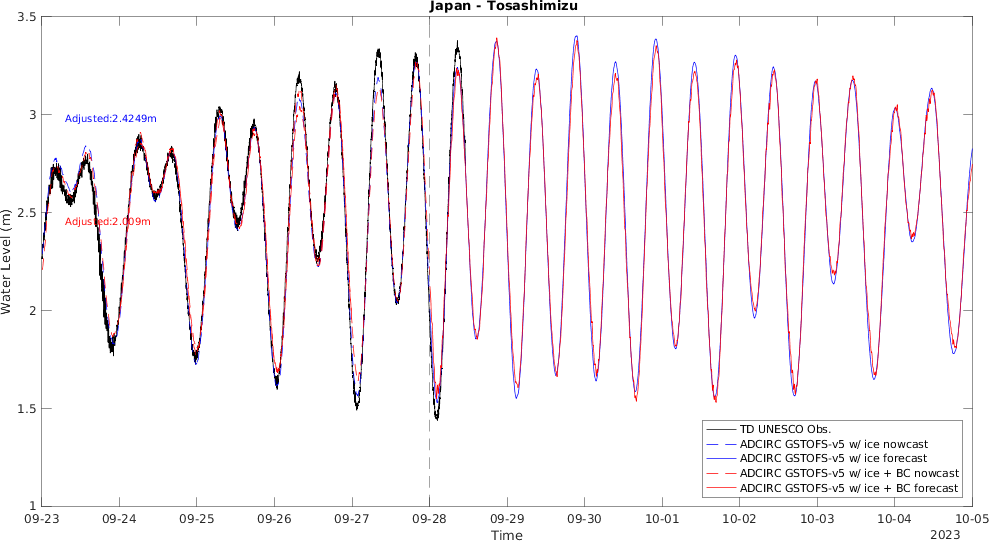 Japan - Tosashimizu
3.5
3
2.5
2
1.5
1
Water Level (m)
Adjusted:2.4249m
Adjusted:2.009m
TD UNESCO Obs.
ADCIRC GSTOFS-v5 w/ ice nowcast
ADCIRC GSTOFS-v5 w/ ice forecast
ADCIRC GSTOFS-v5 w/ ice + BC nowcast
ADCIRC GSTOFS-v5 w/ ice + BC forecast
09-23 09-24 09-25 09-26 09-27 09-28 09-29 09-30 10-01 10-02 10-03 10-04 10-05
Time
2023